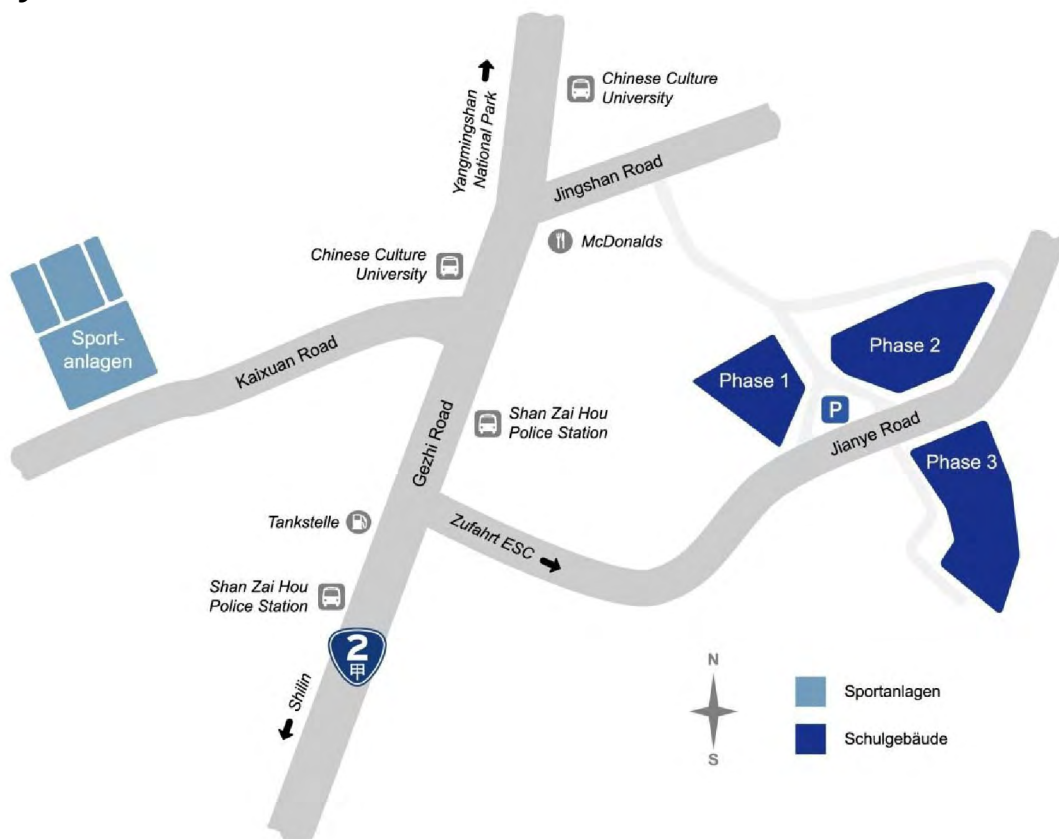 Chinese Culture
University
Yangmingshan
National Park
Jingshan Road
McDonalds
Chinese Culture
University
Sport-
anlagen
Kaixuan Road
Phase 2
Phase 1
P
Shan Zai Hou
Police Station
Gezhi Road
Jianye Road
Phase 3
Tankstelle
Zufahrt ESC
Shan Zai Hou
Police Station
2
甲
Shilin
N
S
Sportanlagen
Schulgebäude